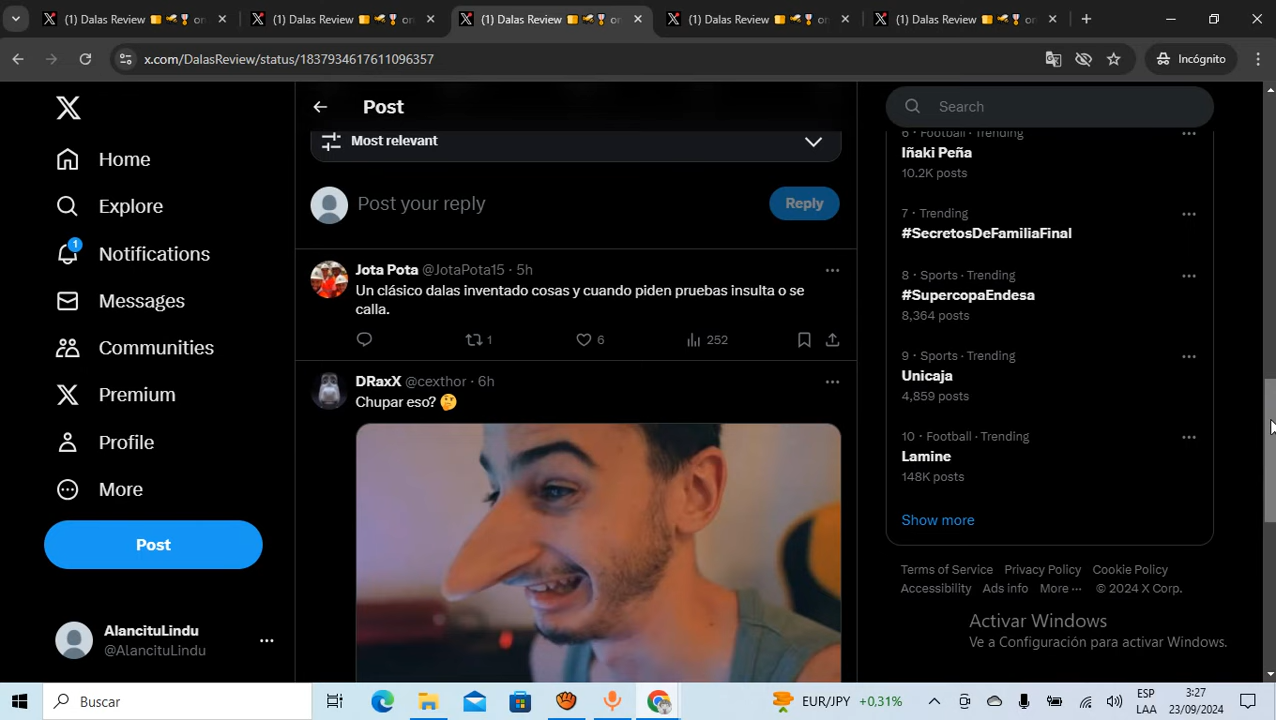 (1) Dalas Review on
(1) Dalas Review on
(1) Dalas Review on
(1) Dalas Review on
(1) Dalas Review on
x.com/DalasReview/status/1837934617611096357
Incógnito
Home
Explore
1
Notifications
Messages
Communities
Premium
Profile
More
Post
AlancituLindu
@AlancituLindu
Post
Most relevant
Post your reply
Reply
Jota Pota @JotaPota15 · 5h
Un clásico dalas inventado cosas y cuando piden pruebas insulta o se
calla.
1
6
252
DRaxX @cexthor · 6h
Chupar eso? 🤔
Search
6 · Football · Trending
Iñaki Peña
10.2K posts
7 · Trending
#SecretosDeFamiliaFinal
8 · Sports · Trending
#SupercopaEndesa
8,364 posts
9 · Sports · Trending
Unicaja
4,859 posts
10 · Football · Trending
Lamine
148K posts
Show more
Terms of Service Privacy Policy Cookie Policy
Accessibility Ads info More ··· © 2024 X Corp.
Activar Windows
Ve a Configuración para activar Windows.
Buscar
EUR/JPY +0,31%
ESP
LAA
3:27
23/09/2024